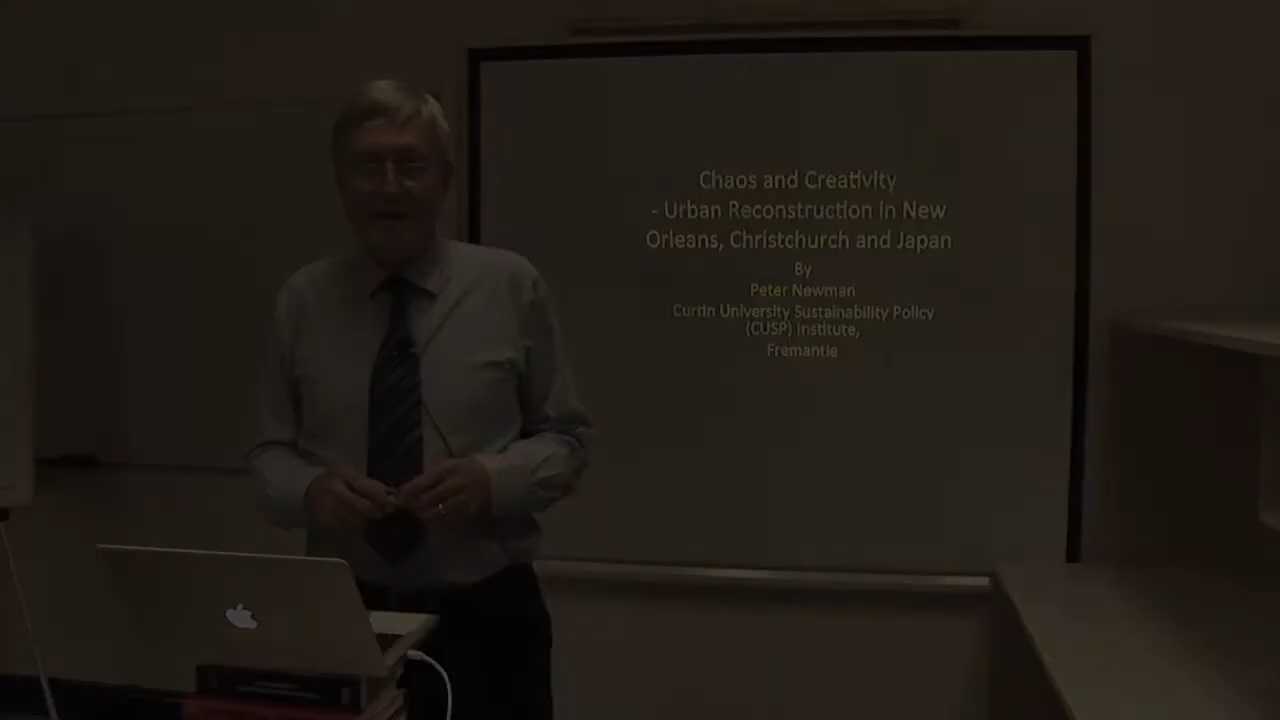 Chaos and Creativity
- Urban Reconstruction in New
Orleans, Christchurch and Japan
By
Peter Newman
Curtin University Sustainability Policy
(CUSP) Institute,
Fremantle